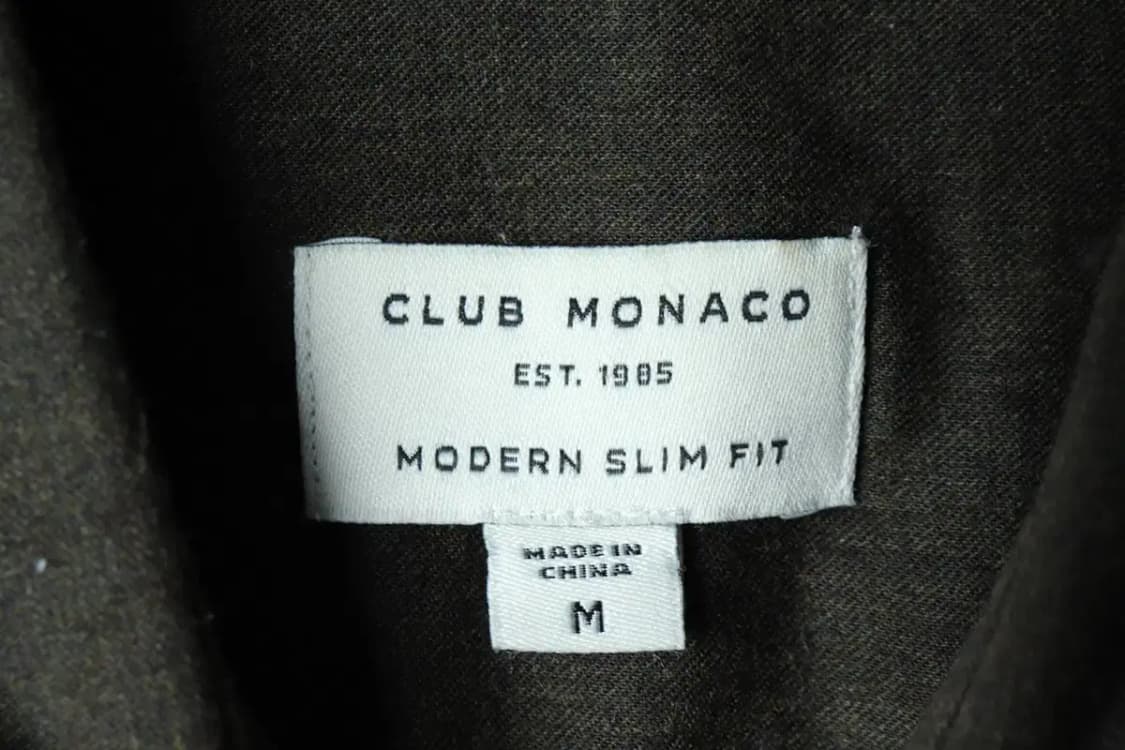 CLUB MONACO
EST. 1985
MODERN SLIM FIT
MADE IN
CHINA
M